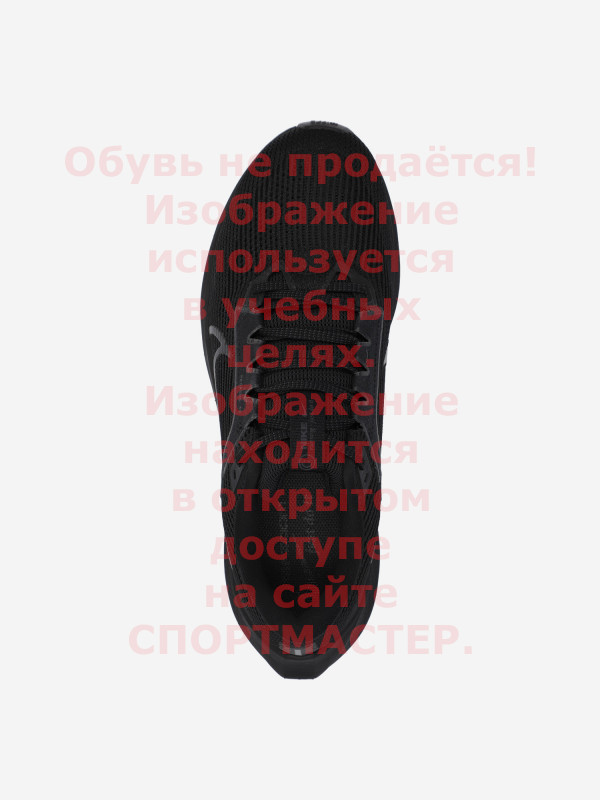 Обувь не продаётся!
Изображение
используется
в учебных
целях.
Изображение
находится
в открытом
доступе
на сайте
СПОРТМАСТЕР.